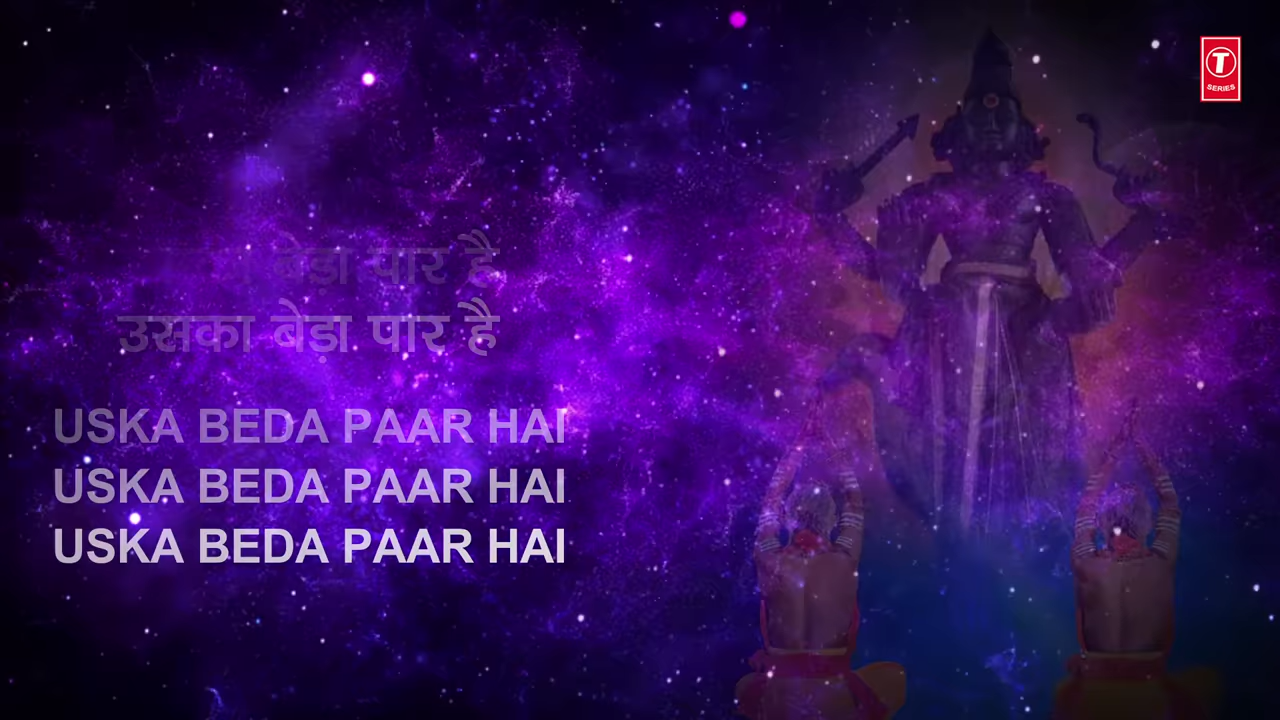 बेड़ा पार है
उसका बेड़ा पार है
USKA BEDA PAAR HAI
USKA BEDA PAAR HAI
USKA BEDA PAAR HAI
T
SERIES